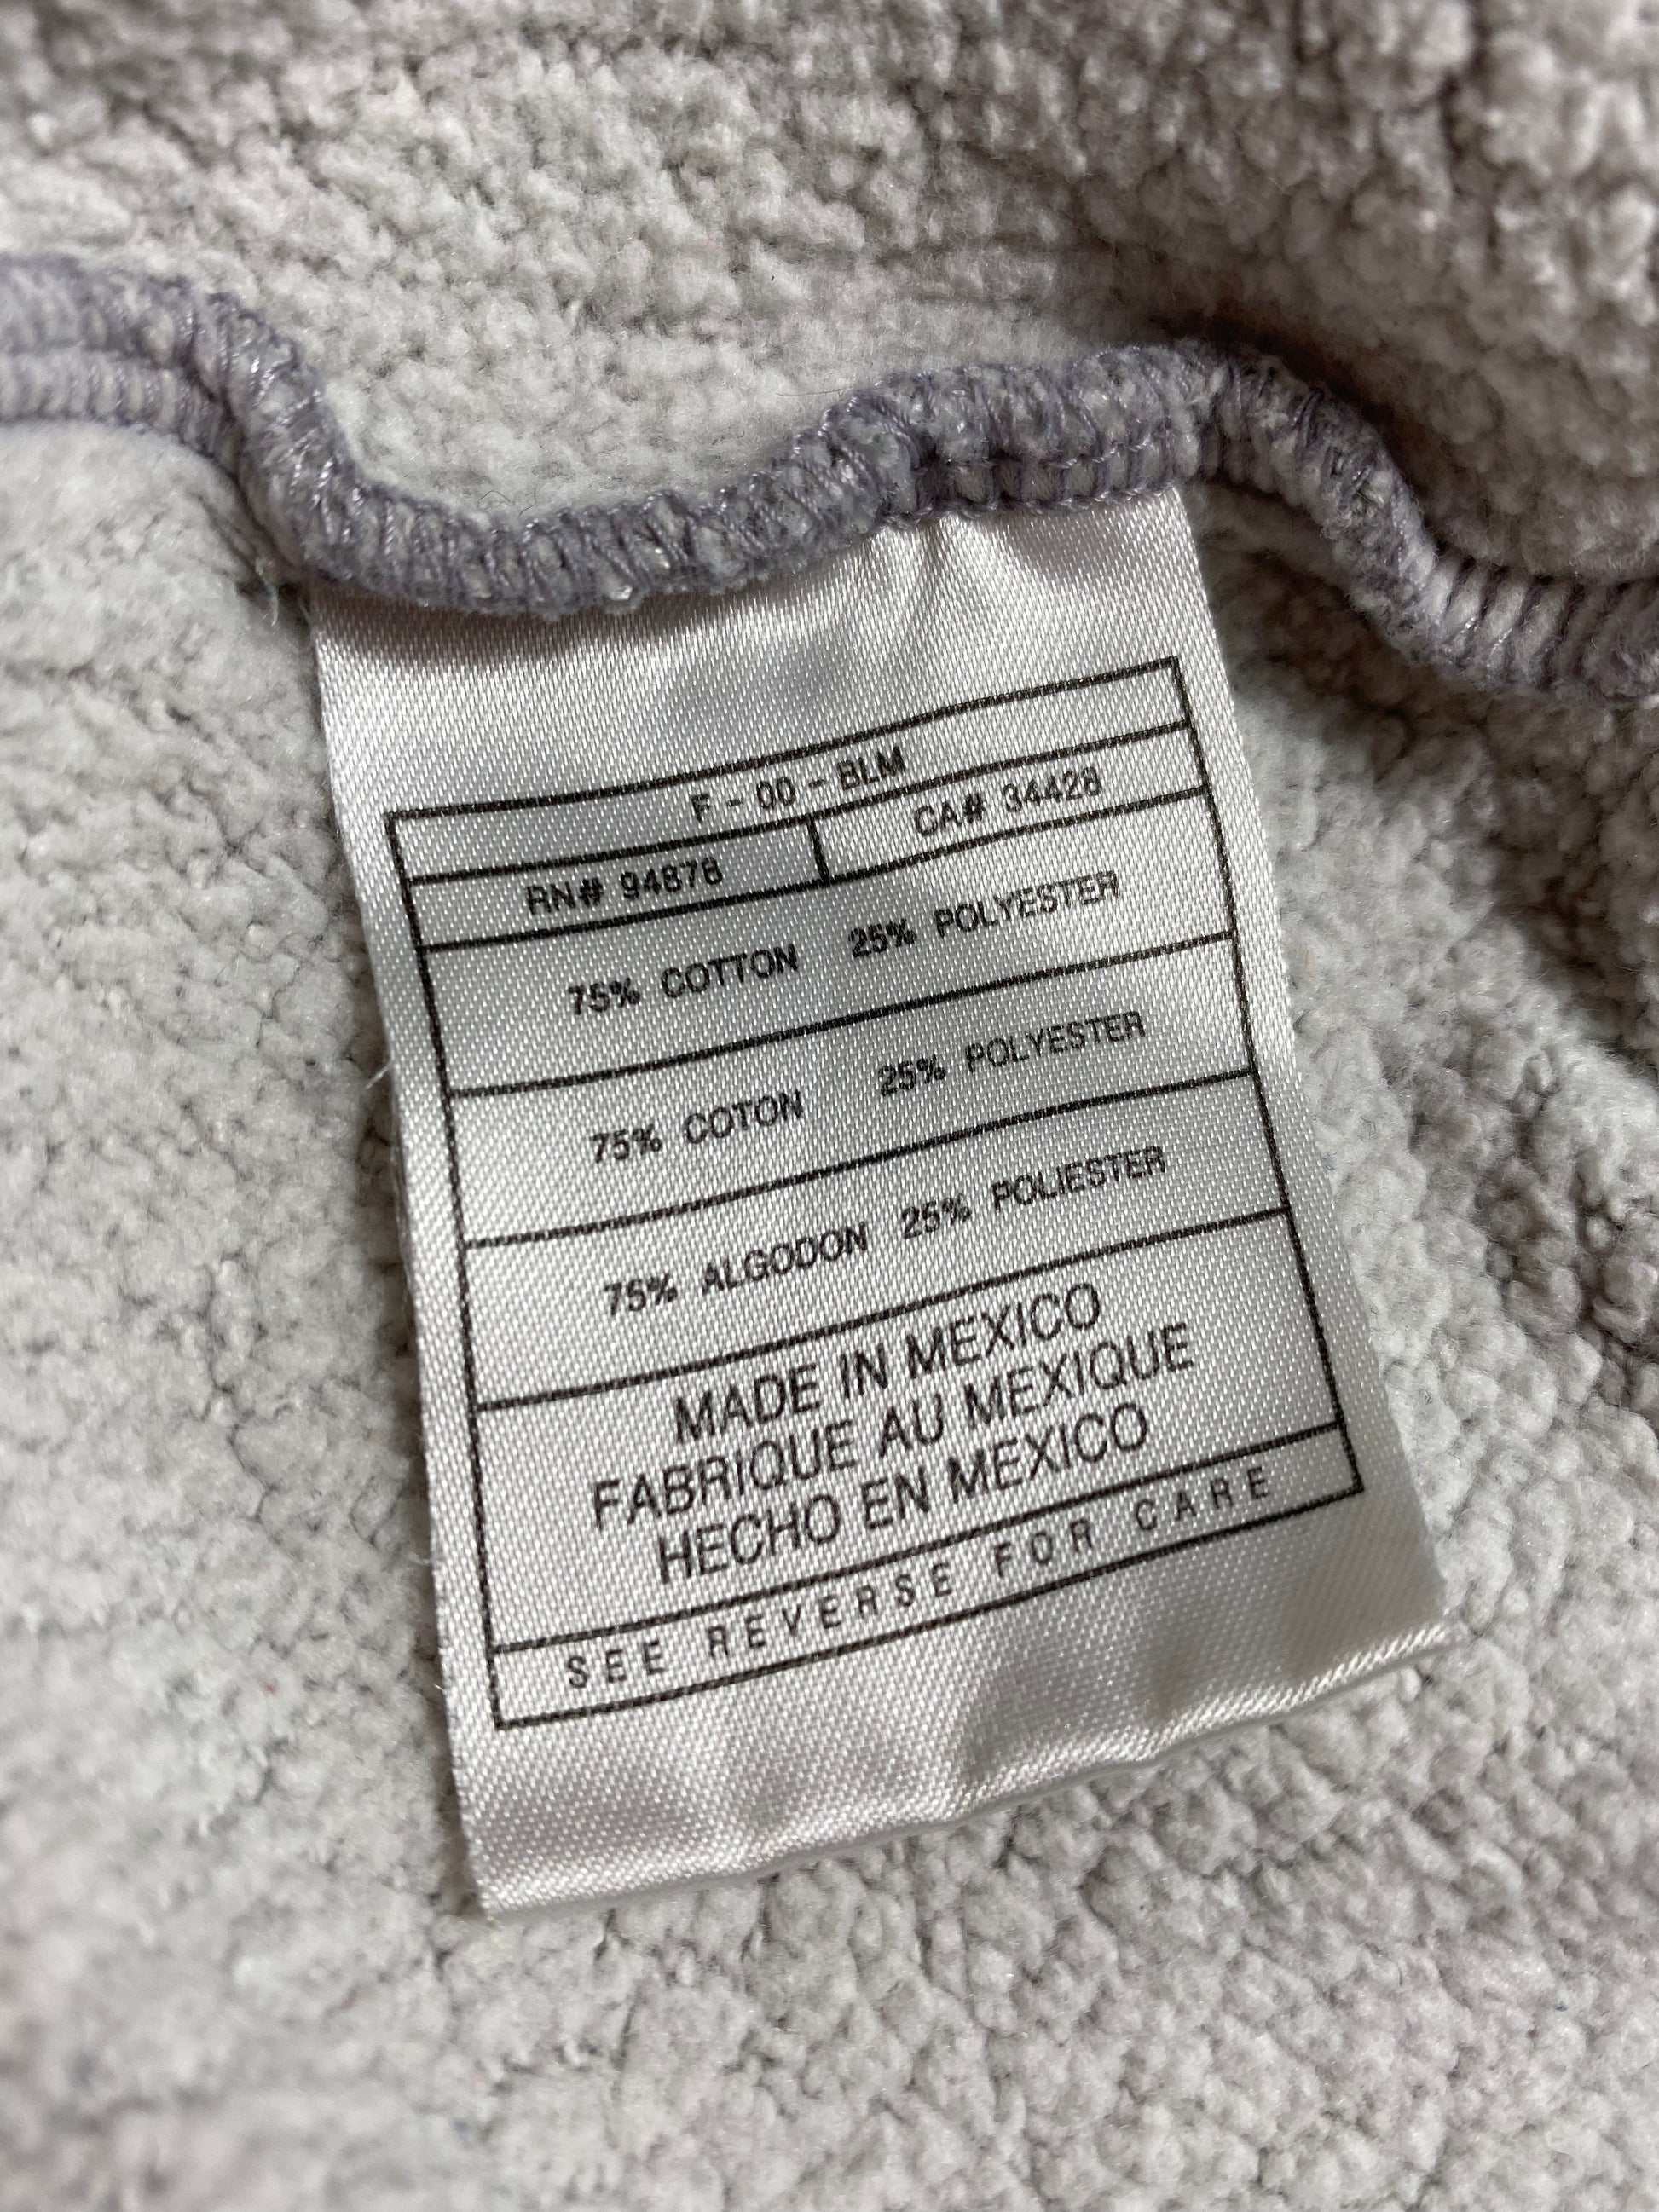 F - 00 - BLM
RN# 94878 CA# 34428
75% COTTON 25% POLYESTER
75% COTON 25% POLYESTER
75% ALGODON 25% POLIESTER
MADE IN MEXICO
FABRIQUE AU MEXIQUE
HECHO EN MEXICO
SEE REVERSE FOR CARE